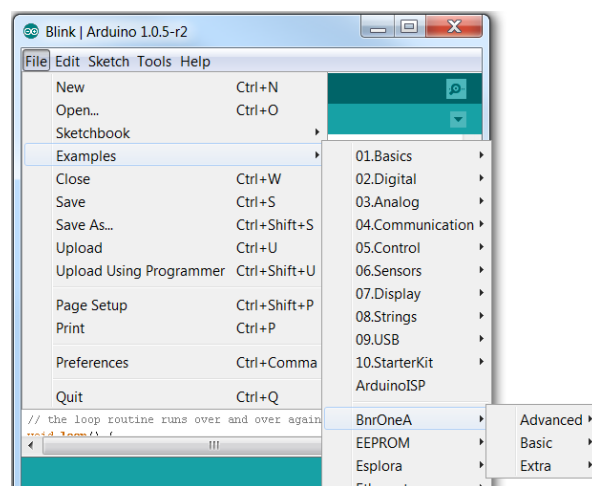 Blink | Arduino 1.0.5-r2
File Edit Sketch Tools Help
New Ctrl+N
Open... Ctrl+O
Sketchbook
Examples
Close Ctrl+W
Save Ctrl+S
Save As... Ctrl+Shift+S
Upload Ctrl+U
Upload Using Programmer Ctrl+Shift+U
Page Setup Ctrl+Shift+P
Print Ctrl+P
Preferences Ctrl+Comma
Quit Ctrl+Q
// the loop routine runs over and over again
void loop() {
01.Basics
02.Digital
03.Analog
04.Communication
05.Control
06.Sensors
07.Display
08.Strings
09.USB
10.StarterKit
ArduinoISP
BnrOneA
EEPROM
Esplora
Advanced
Basic
Extra